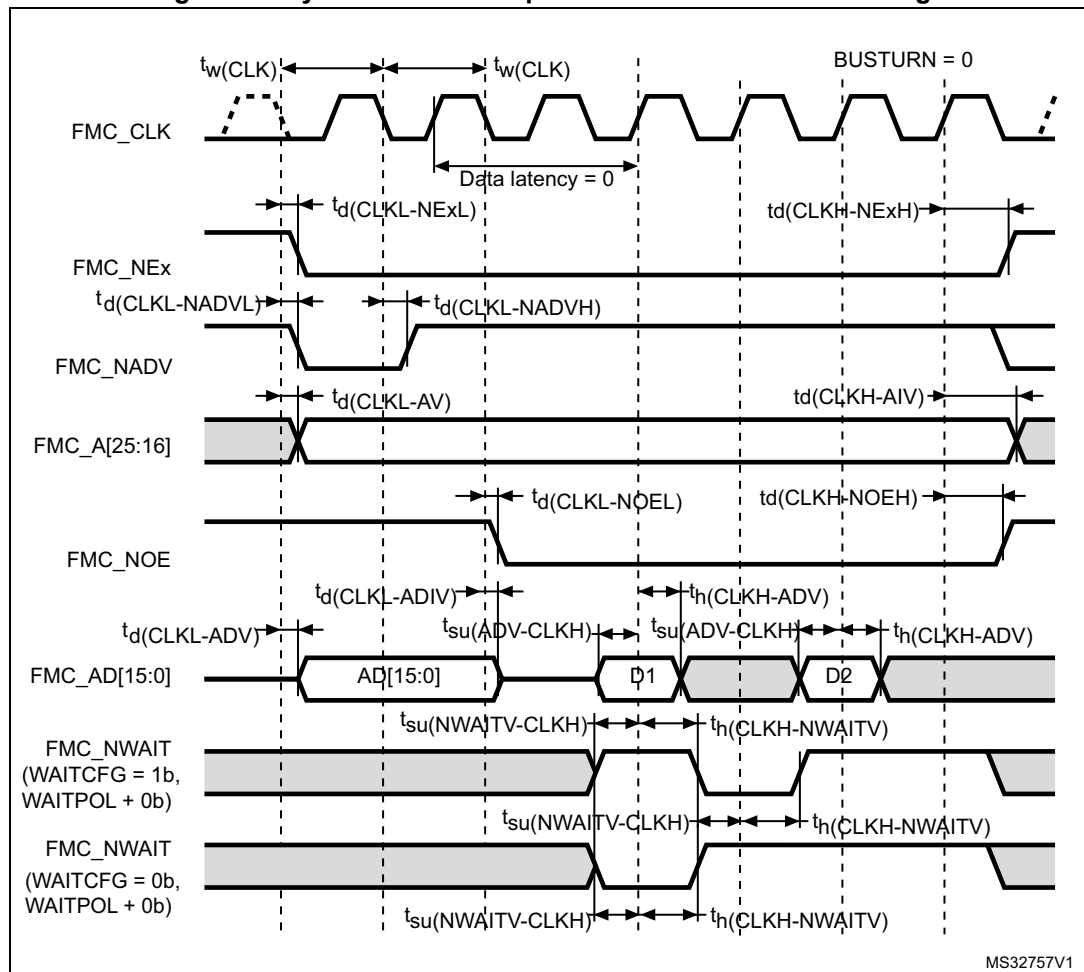 tw(CLK) tw(CLK) BUSTURN = 0
FMC_CLK
Data latency = 0
td(CLKL-NExL) td(CLKH-NExH)
FMC_NEx
td(CLKL-NADVL) td(CLKL-NADVH)
FMC_NADV
td(CLKL-AV) td(CLKH-AIV)
FMC_A[25:16]
td(CLKL-NOEL) td(CLKH-NOEH)
FMC_NOE
td(CLKL-ADIV) th(CLKH-ADV)
td(CLKL-ADV) tsu(ADV-CLKH) tsu(ADV-CLKH) th(CLKH-ADV)
FMC_AD[15:0] AD[15:0] D1 D2
tsu(NWAITV-CLKH) th(CLKH-NWAITV)
FMC_NWAIT
(WAITCFG = 1b,
WAITPOL + 0b)
tsu(NWAITV-CLKH) th(CLKH-NWAITV)
FMC_NWAIT
(WAITCFG = 0b,
WAITPOL + 0b)
tsu(NWAITV-CLKH) th(CLKH-NWAITV)
MS32757V1